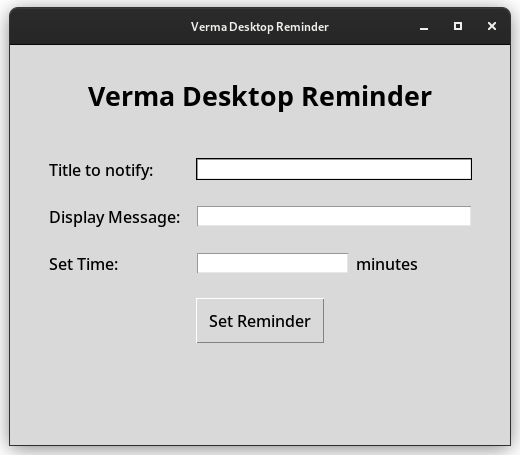 Verma Desktop Reminder
Verma Desktop Reminder
Title to notify:
Display Message:
Set Time: minutes
Set Reminder